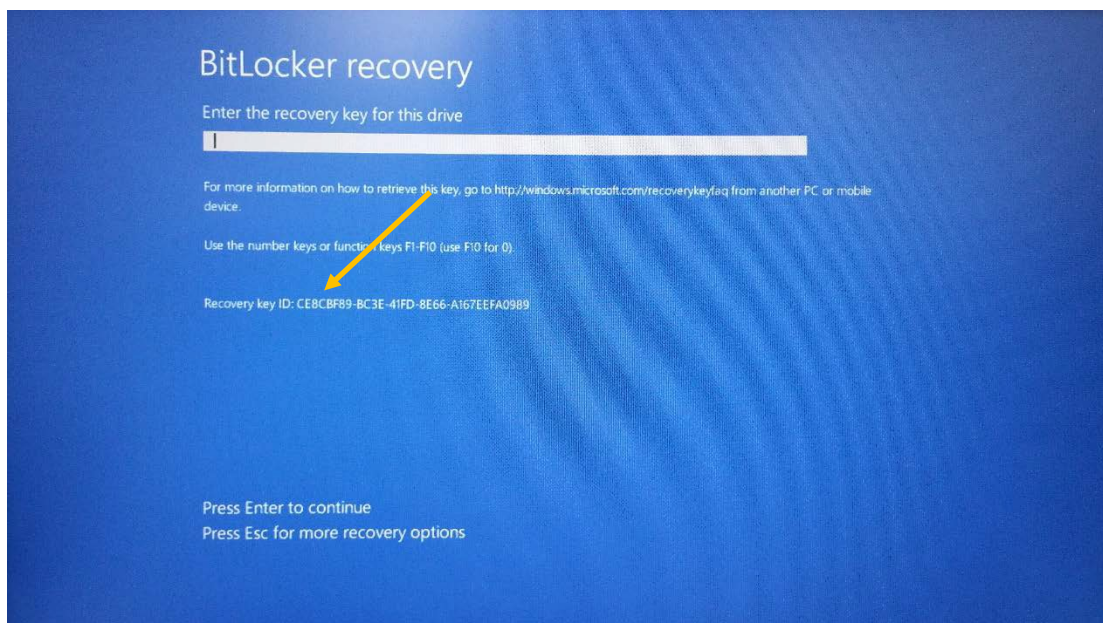 BitLocker recovery
Enter the recovery key for this drive
For more information on how to retrieve this key, go to http://windows.microsoft.com/recoverykeyfaq from another PC or mobile
device.
Use the number keys or function keys F1-F10 (use F10 for 0).
Recovery key ID: CE8CBF89-BC3E-41FD-8E66-A167EEFA0989
Press Enter to continue
Press Esc for more recovery options